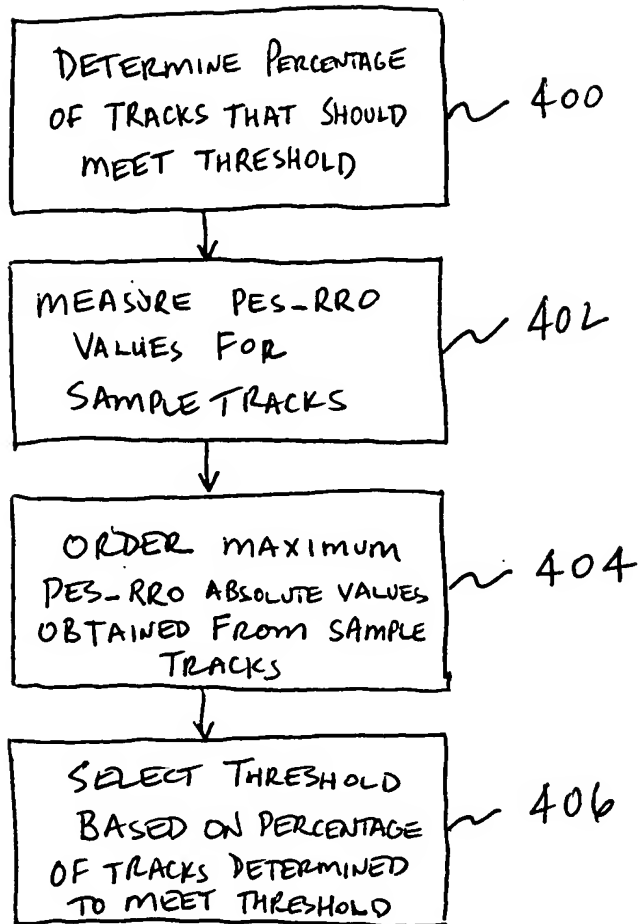 DETERMINE PERCENTAGE
OF TRACKS THAT SHOULD
MEET THRESHOLD
400
MEASURE PES_RRO
VALUES FOR
SAMPLE TRACKS
402
ORDER MAXIMUM
PES_RRO ABSOLUTE VALUES
OBTAINED FROM SAMPLE
TRACKS
404
SELECT THRESHOLD
BASED ON PERCENTAGE
OF TRACKS DETERMINED
TO MEET THRESHOLD
406